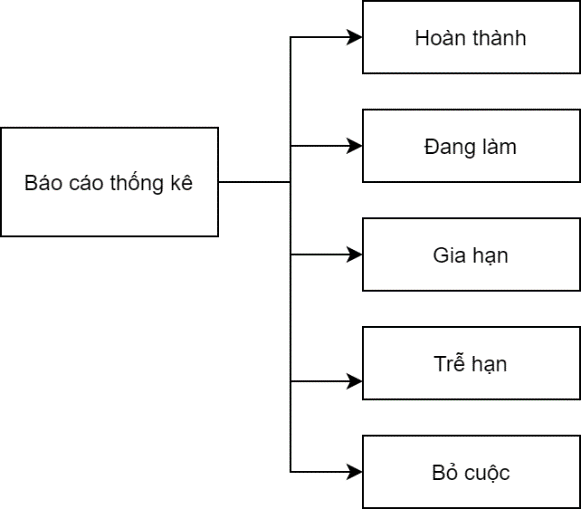 Hoàn thành
Đang làm
Báo cáo thống kê
Gia hạn
Trễ hạn
Bỏ cuộc